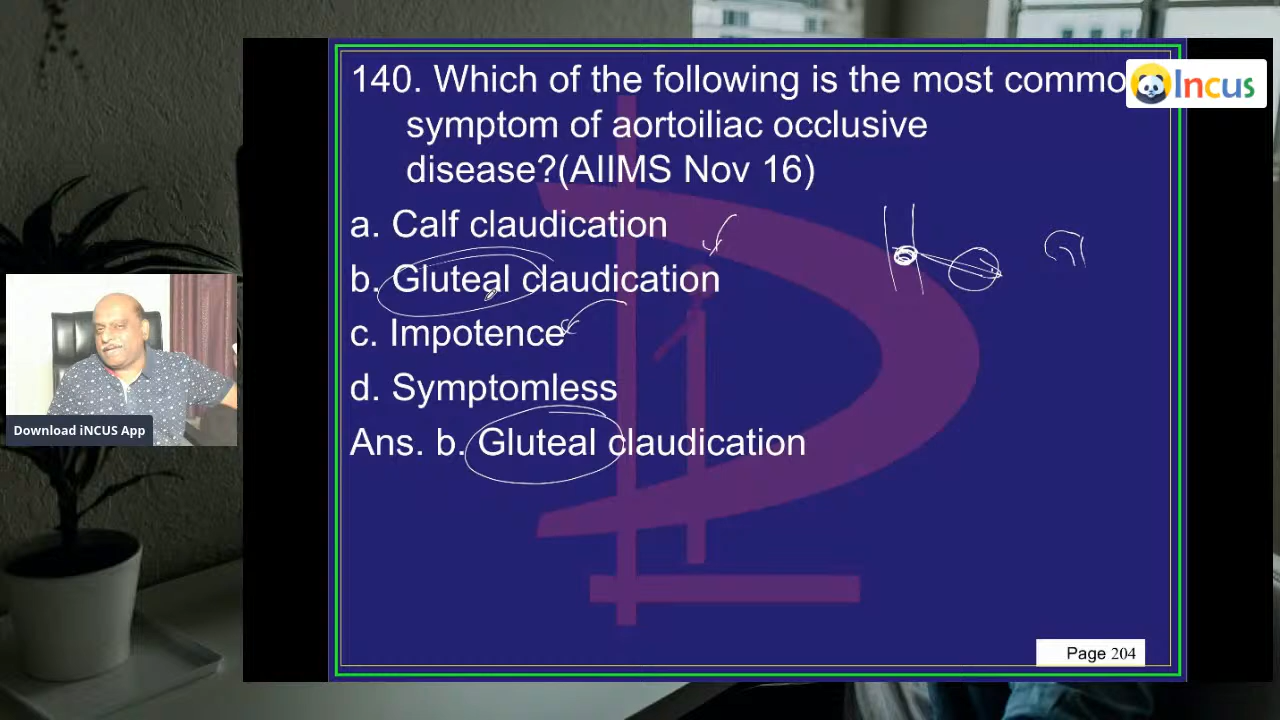 140. Which of the following is the most commo
symptom of aortoiliac occlusive
disease?(AIIMS Nov 16)
a. Calf claudication
b. Gluteal claudication
c. Impotence
d. Symptomless
Ans. b. Gluteal claudication
Page 204
Incus
Download iNCUS App